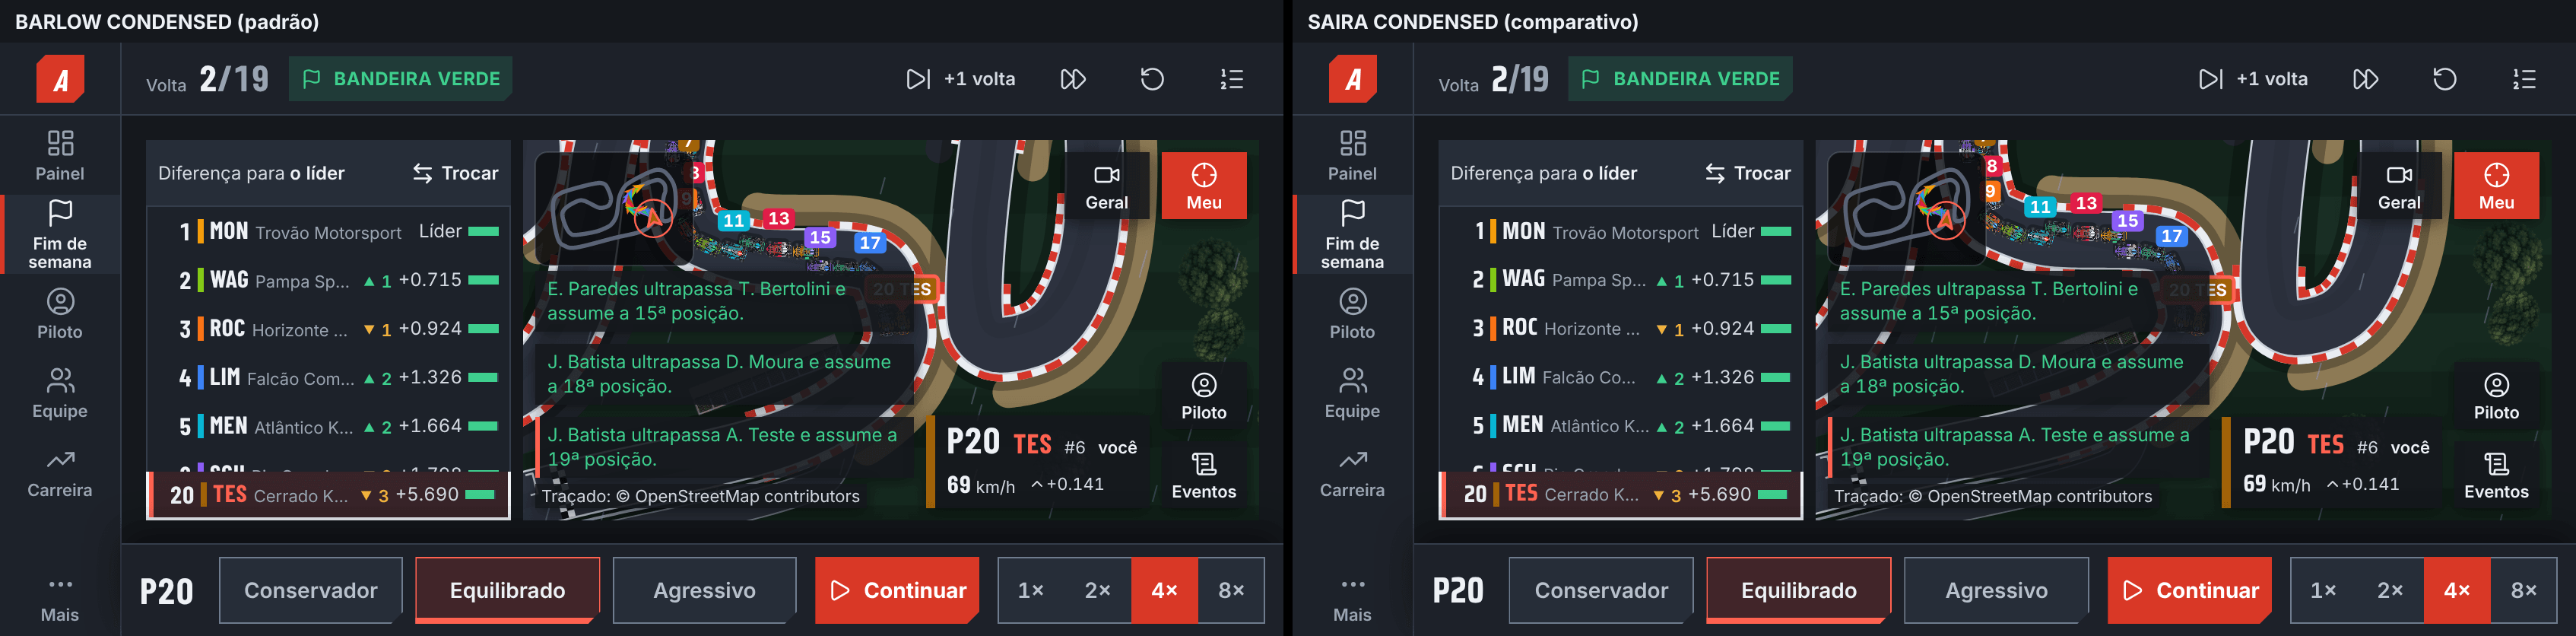 BARLOW CONDENSED (padrão)
A
Volta 2/19 BANDEIRA VERDE +1 volta
Painel
Fim de
semana
Piloto
Equipe
Carreira
Mais
Diferença para o líder Trocar
1 MON Trovão Motorsport Líder
2 WAG Pampa Sp... ▲ 1 +0.715
3 ROC Horizonte ... ▼ 1 +0.924
4 LIM Falcão Com... ▲ 2 +1.326
5 MEN Atlântico K... ▲ 2 +1.664
20 TES Cerrado K... ▼ 3 +5.690
7
8
9
11 13
15
17
20 TES
Geral
Meu
E. Paredes ultrapassa T. Bertolini e
assume a 15ª posição.
J. Batista ultrapassa D. Moura e assume
a 18ª posição.
J. Batista ultrapassa A. Teste e assume a
19ª posição.
Traçado: © OpenStreetMap contributors
P20 TES #6 você
69 km/h +0.141
Piloto
Eventos
P20 Conservador Equilibrado Agressivo Continuar 1× 2× 4× 8×
SAIRA CONDENSED (comparativo)
A
Volta 2/19 BANDEIRA VERDE +1 volta
Painel
Fim de
semana
Piloto
Equipe
Carreira
Mais
Diferença para o líder Trocar
1 MON Trovão Motorsport Líder
2 WAG Pampa Sp... ▲ 1 +0.715
3 ROC Horizonte ... ▼ 1 +0.924
4 LIM Falcão Co... ▲ 2 +1.326
5 MEN Atlântico K... ▲ 2 +1.664
20 TES Cerrado K... ▼ 3 +5.690
8
9
11 13
15
17
20 TES
Geral
Meu
E. Paredes ultrapassa T. Bertolini e
assume a 15ª posição.
J. Batista ultrapassa D. Moura e assume
a 18ª posição.
J. Batista ultrapassa A. Teste e assume a
19ª posição.
Traçado: © OpenStreetMap contributors
P20 TES #6 você
69 km/h +0.141
Piloto
Eventos
P20 Conservador Equilibrado Agressivo Continuar 1× 2× 4× 8×